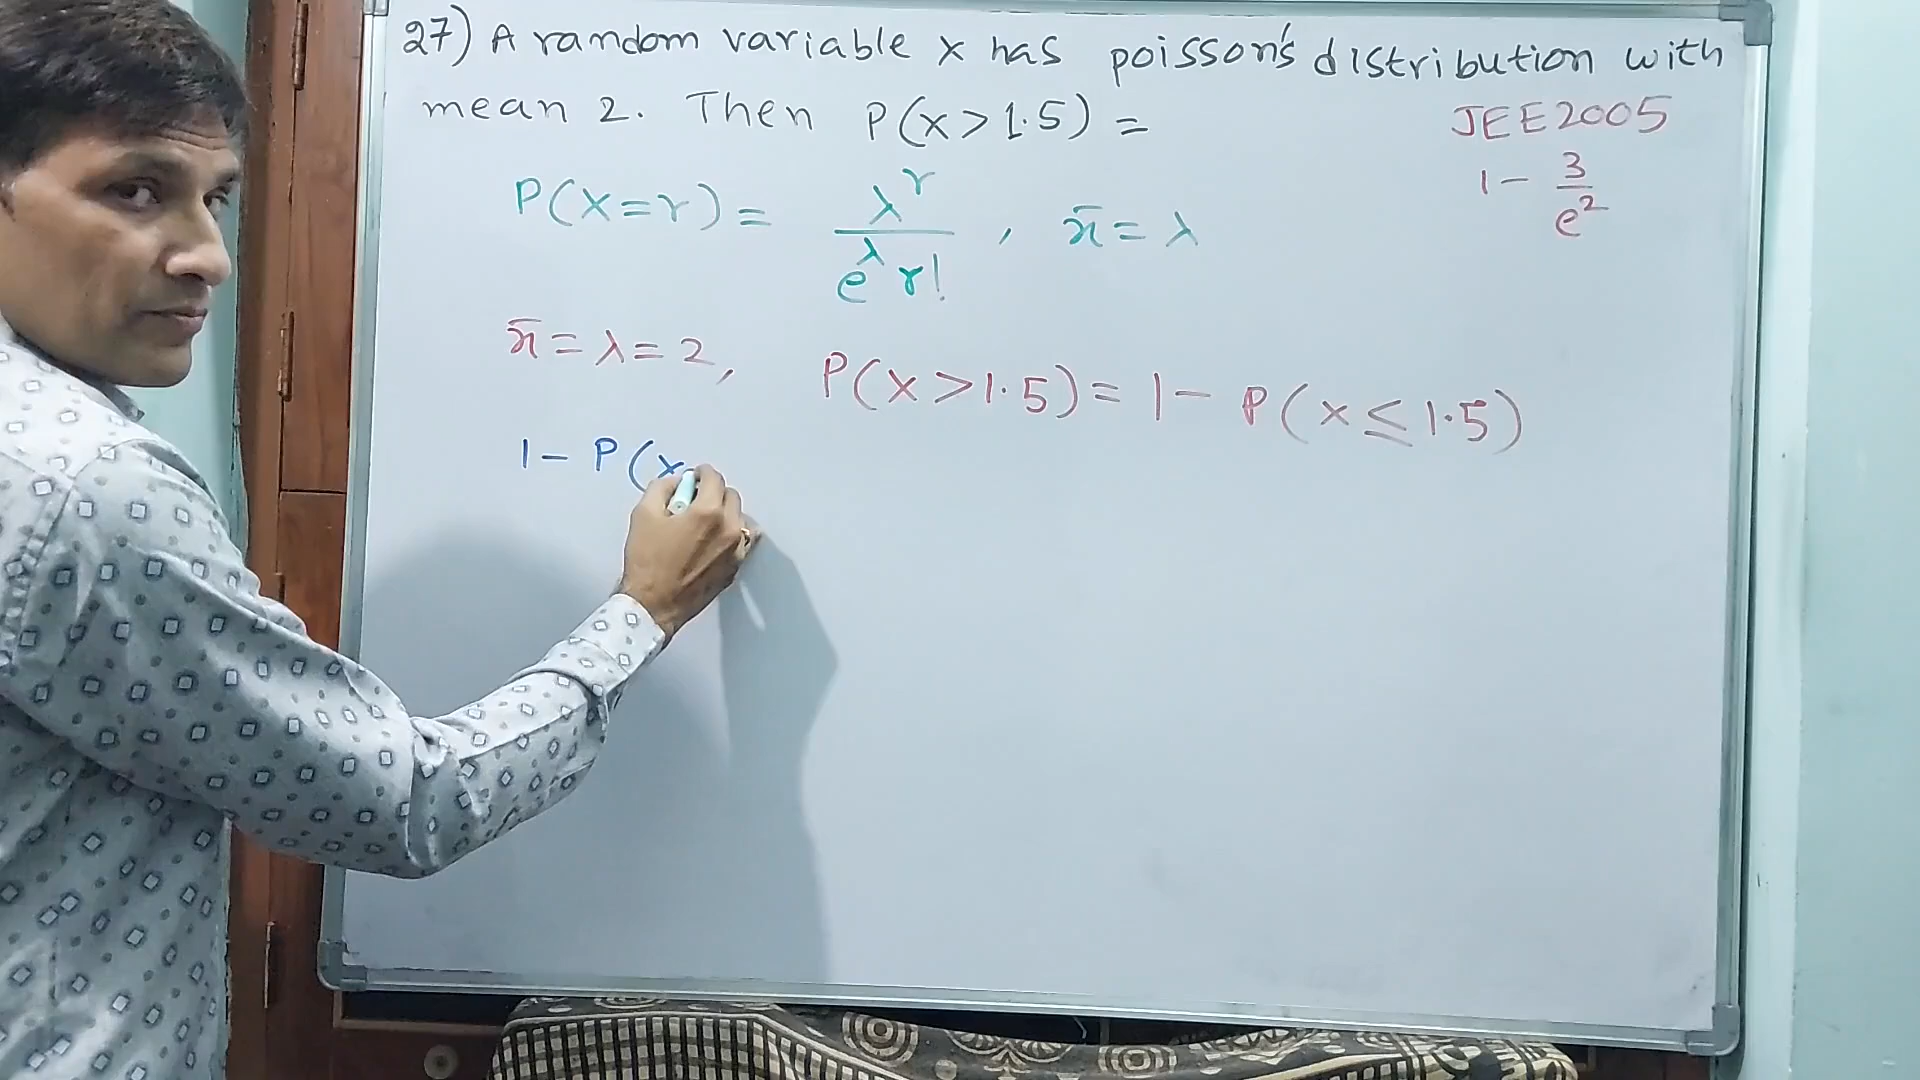 27) A random variable x has poisson's distribution with
mean 2. Then P(x>1.5) =
JEE2005
1 - 3/e²
P(x=r) = λ^r / e^λ r! , x̄ = λ
x̄ = λ = 2, P(x>1.5) = 1 - P(x≤1.5)
1 - P(x